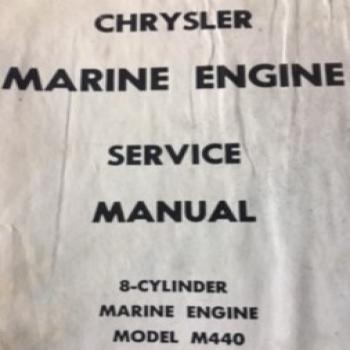 CHRYSLER
MARINE ENGINE
SERVICE
MANUAL
8-CYLINDER
MARINE ENGINE
MODEL M440